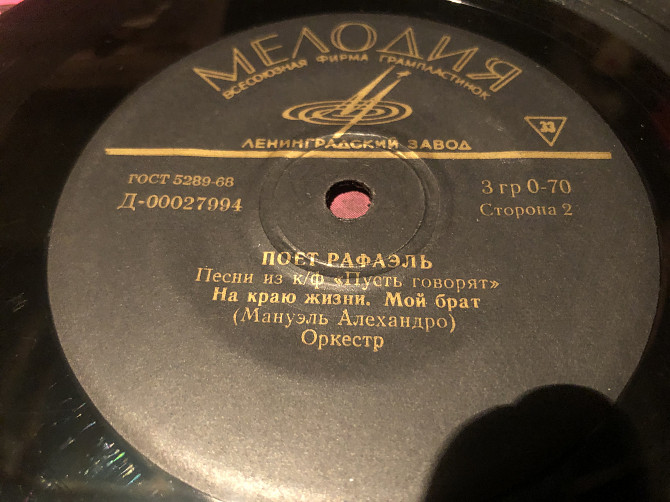 МЕЛОДИЯ
ВСЕСОЮЗНАЯ ФИРМА ГРАМПЛАСТИНОК
33
ЛЕНИНГРАДСКИЙ ЗАВОД
ГОСТ 5289-68
3 гр 0-70
Д-00027994
Сторона 2
ПОЕТ РАФАЭЛЬ
Песни из к/ф «Пусть говорят»
На краю жизни. Мой брат
(Мануэль Алехандро)
Оркестр